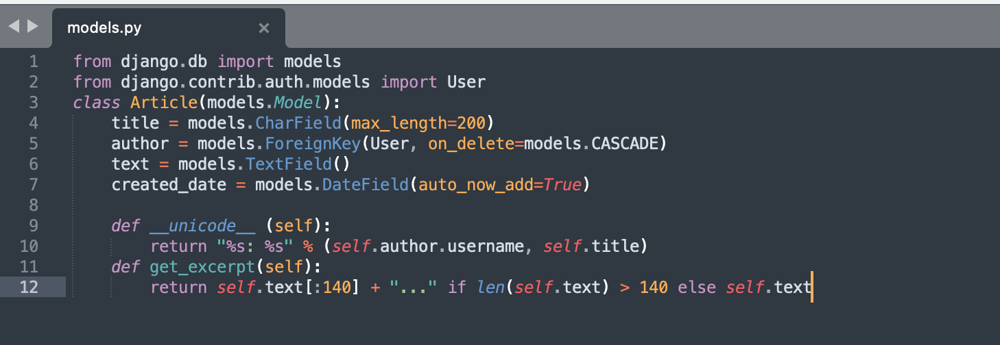 models.py ×
1 from django.db import models
2 from django.contrib.auth.models import User
3 class Article(models.Model):
4     title = models.CharField(max_length=200)
5     author = models.ForeignKey(User, on_delete=models.CASCADE)
6     text = models.TextField()
7     created_date = models.DateField(auto_now_add=True)
8
9     def __unicode__ (self):
10         return "%s: %s" % (self.author.username, self.title)
11     def get_excerpt(self):
12         return self.text[:140] + "..." if len(self.text) > 140 else self.text